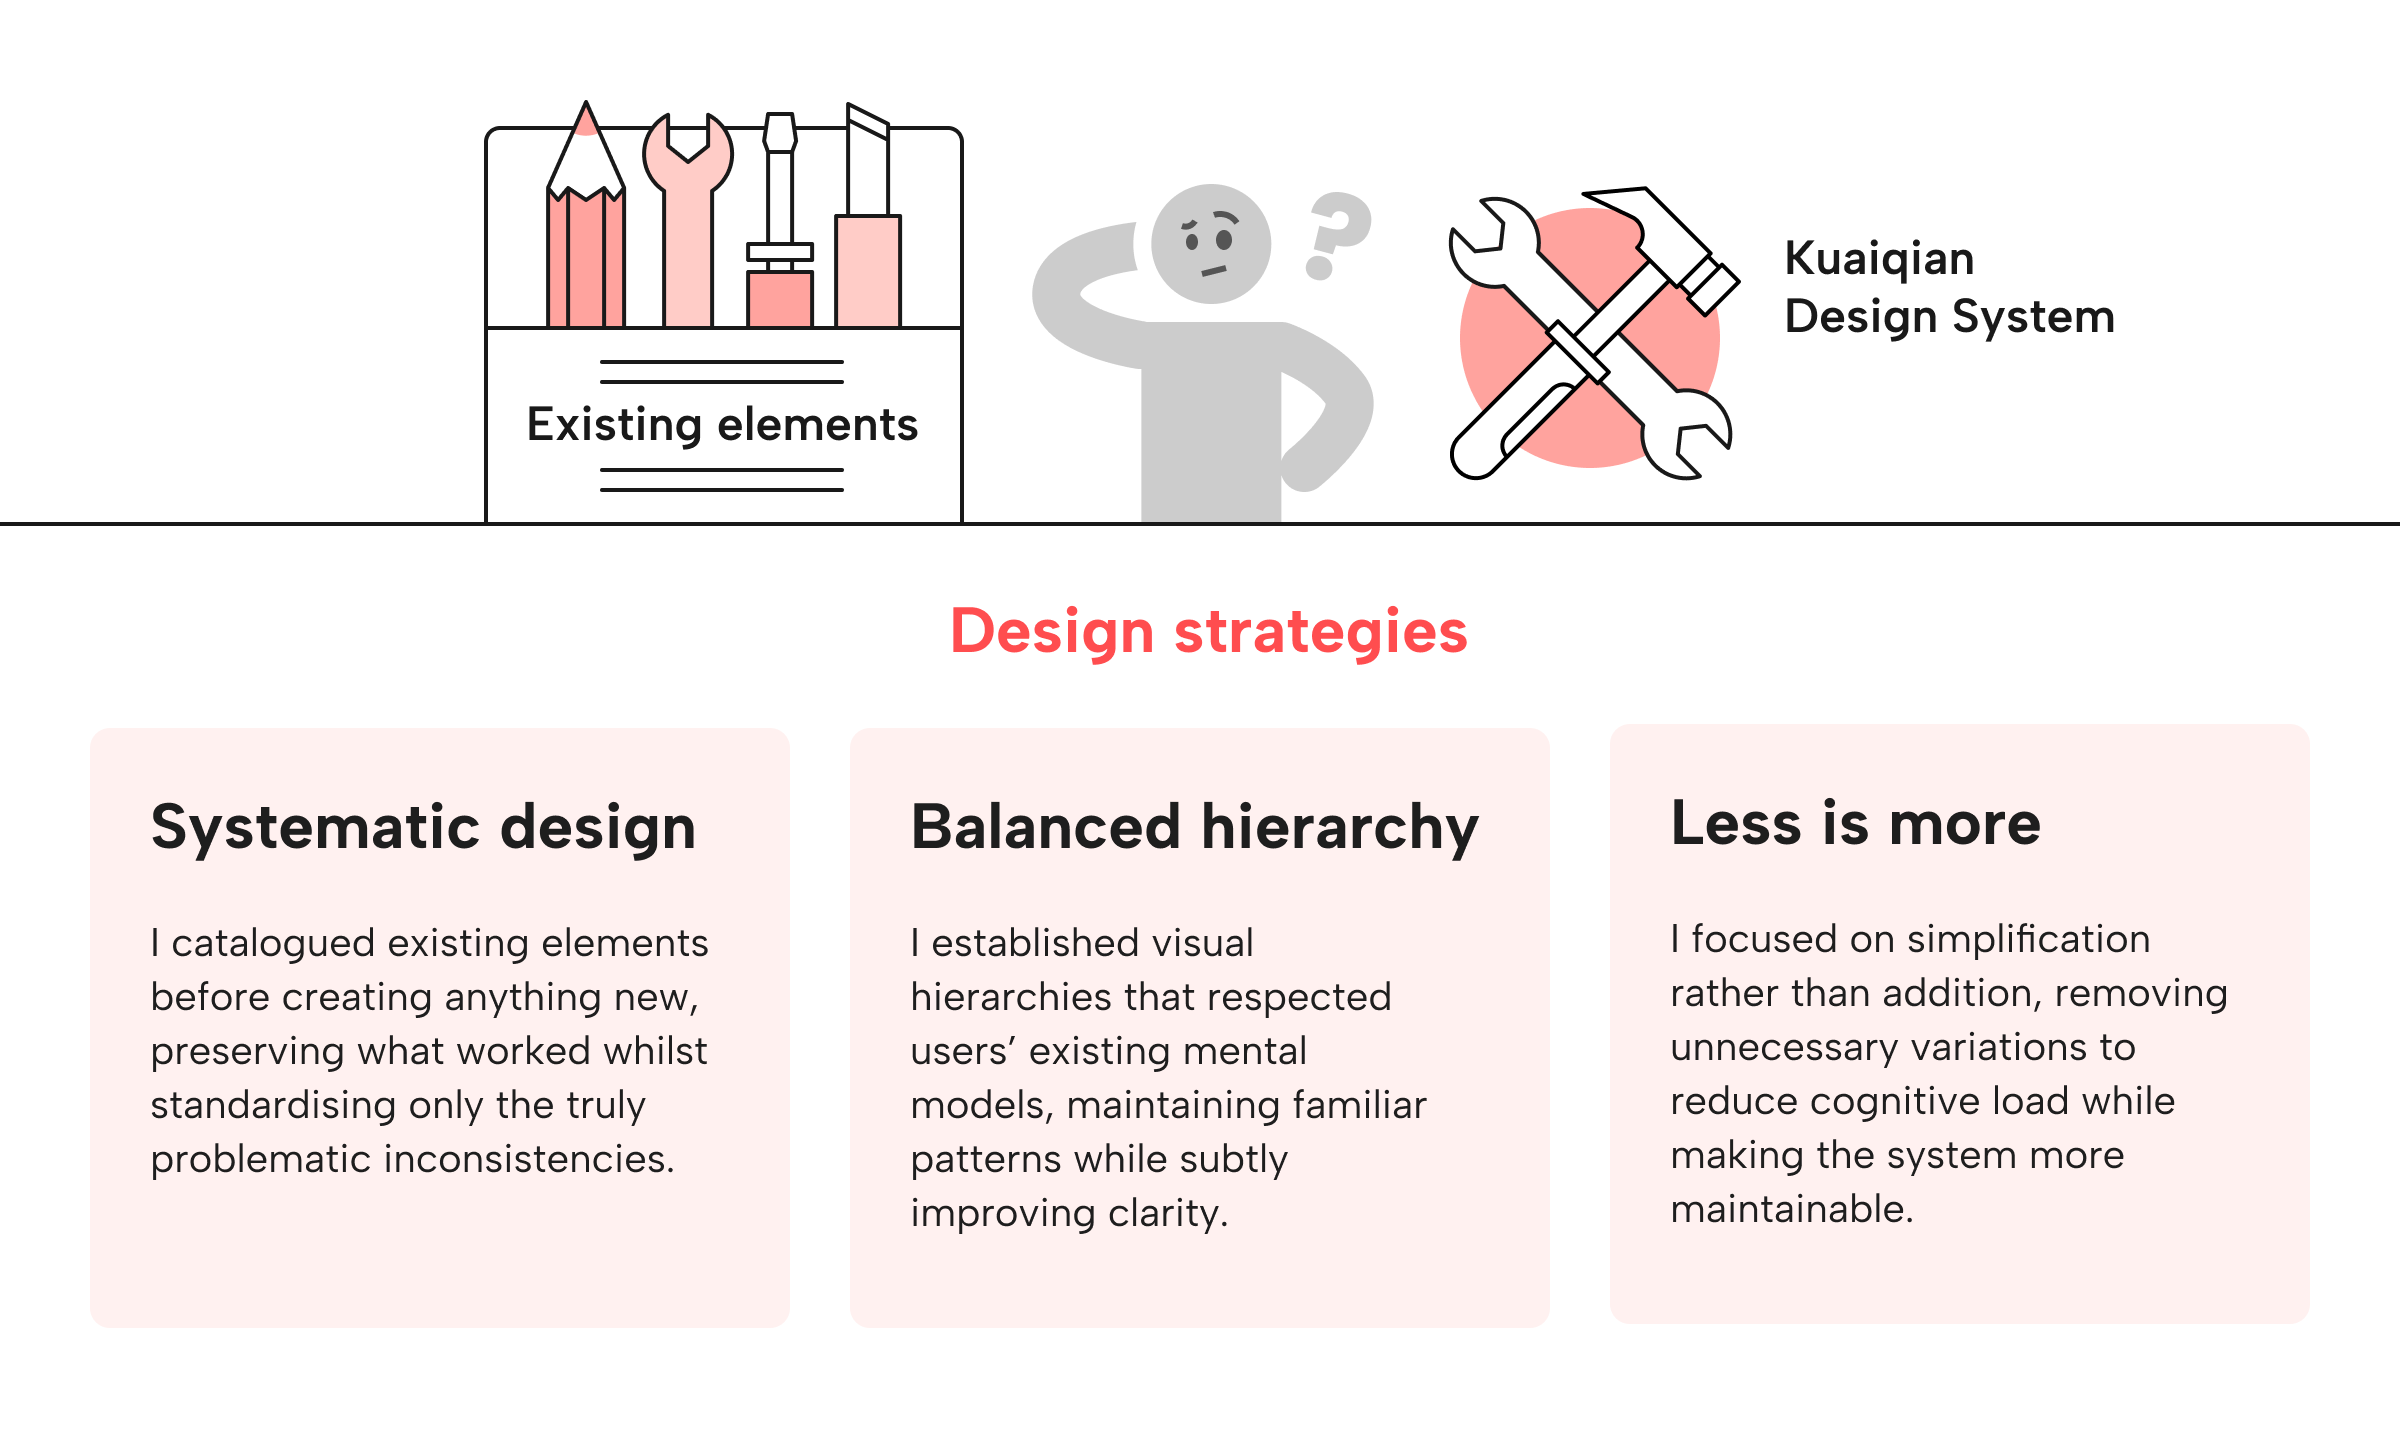 Existing elements
?
Kuaiqian
Design System
Design strategies
Systematic design
I catalogued existing elements
before creating anything new,
preserving what worked whilst
standardising only the truly
problematic inconsistencies.
Balanced hierarchy
I established visual
hierarchies that respected
users’ existing mental
models, maintaining familiar
patterns while subtly
improving clarity.
Less is more
I focused on simplification
rather than addition, removing
unnecessary variations to
reduce cognitive load while
making the system more
maintainable.